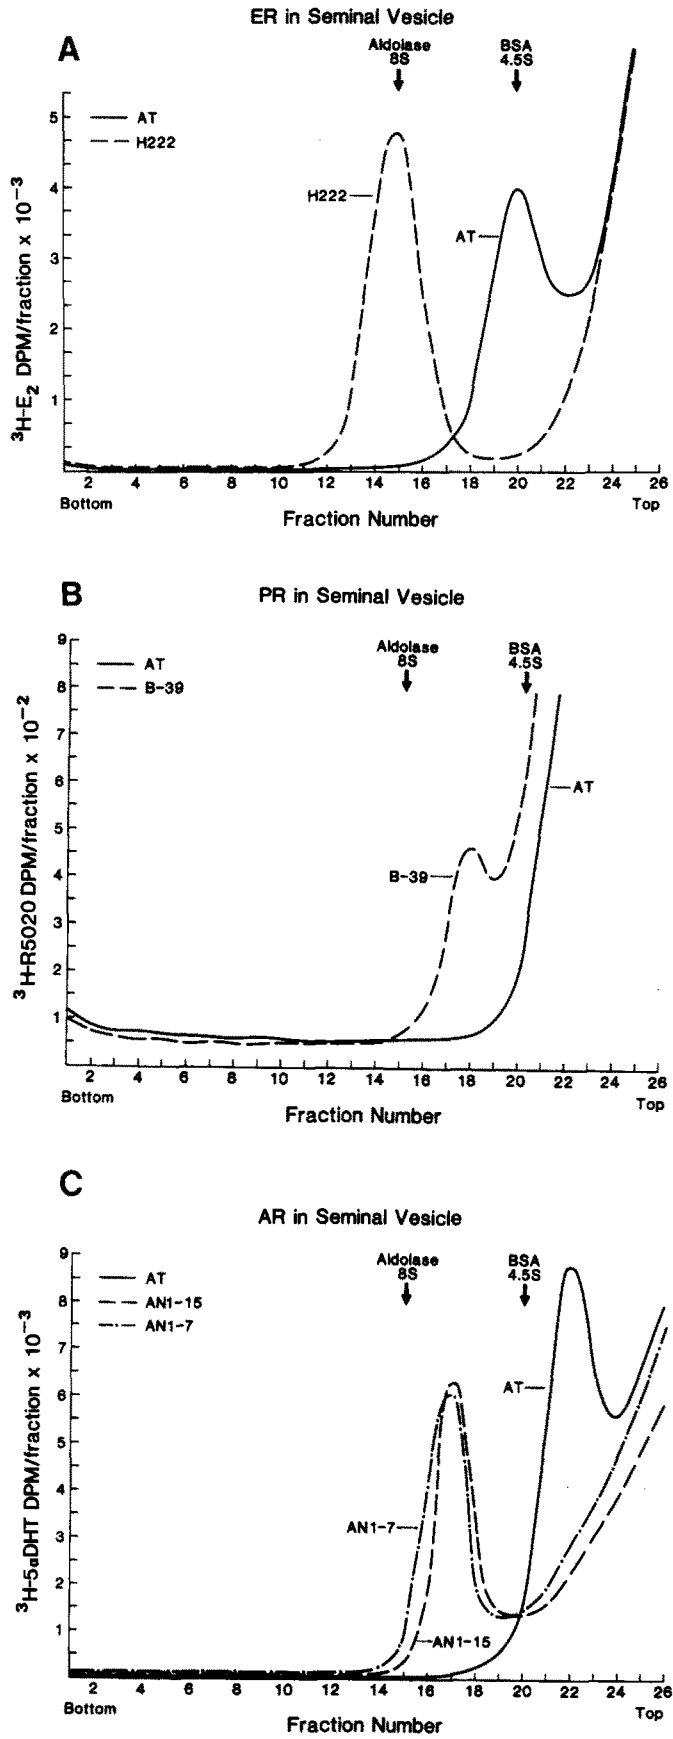 ER in Seminal Vesicle
A
Aldolase
8S
BSA
4.5S
AT
H222
5
4
3
2
1
³H-E₂ DPM/fraction x 10⁻³
H222
AT
2 4 6 8 10 12 14 16 18 20 22 24 26
Bottom
Top
Fraction Number
B
PR in Seminal Vesicle
Aldolase
8S
BSA
4.5S
AT
B-39
9
8
7
6
5
4
3
2
1
³H-R5020 DPM/fraction x 10⁻²
AT
B-39
2 4 6 8 10 12 14 16 18 20 22 24 26
Bottom
Top
Fraction Number
C
AR in Seminal Vesicle
Aldolase
8S
BSA
4.5S
AT
AN1-15
AN1-7
9
8
7
6
5
4
3
2
1
³H-5αDHT DPM/fraction x 10⁻³
AT
AN1-7
AN1-15
2 4 6 8 10 12 14 16 18 20 22 24 26
Bottom
Top
Fraction Number